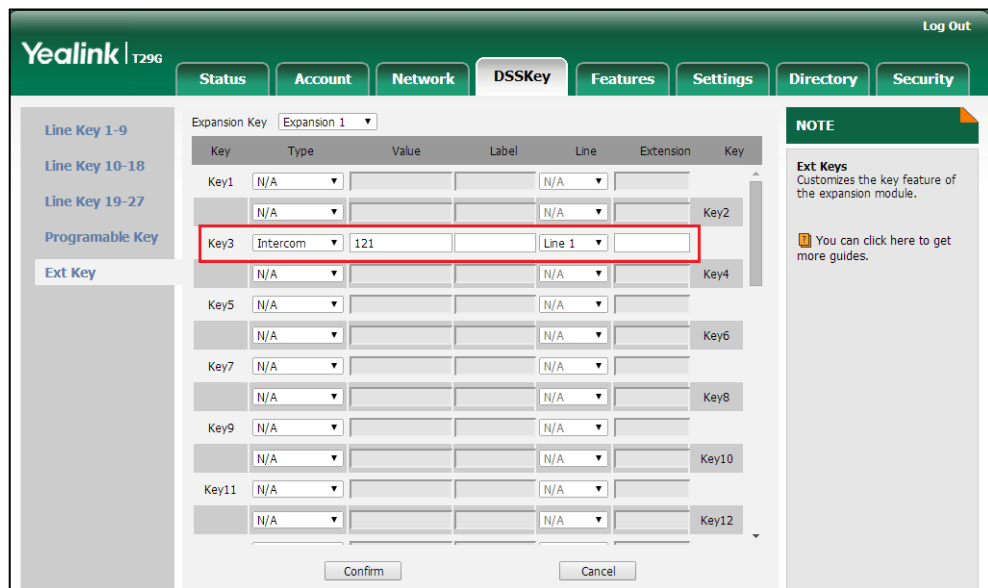 Log Out
Yealink T29G
Status Account Network DSSKey Features Settings Directory Security
Line Key 1-9
Line Key 10-18
Line Key 19-27
Programable Key
Ext Key
Expansion Key Expansion 1
Key Type Value Label Line Extension Key
Key1 N/A N/A
N/A N/A Key2
Key3 Intercom 121 Line 1
N/A N/A Key4
Key5 N/A N/A
N/A N/A Key6
Key7 N/A N/A
N/A N/A Key8
Key9 N/A N/A
N/A N/A Key10
Key11 N/A N/A
N/A N/A Key12
Confirm Cancel
NOTE
Ext Keys
Customizes the key feature of
the expansion module.
You can click here to get
more guides.